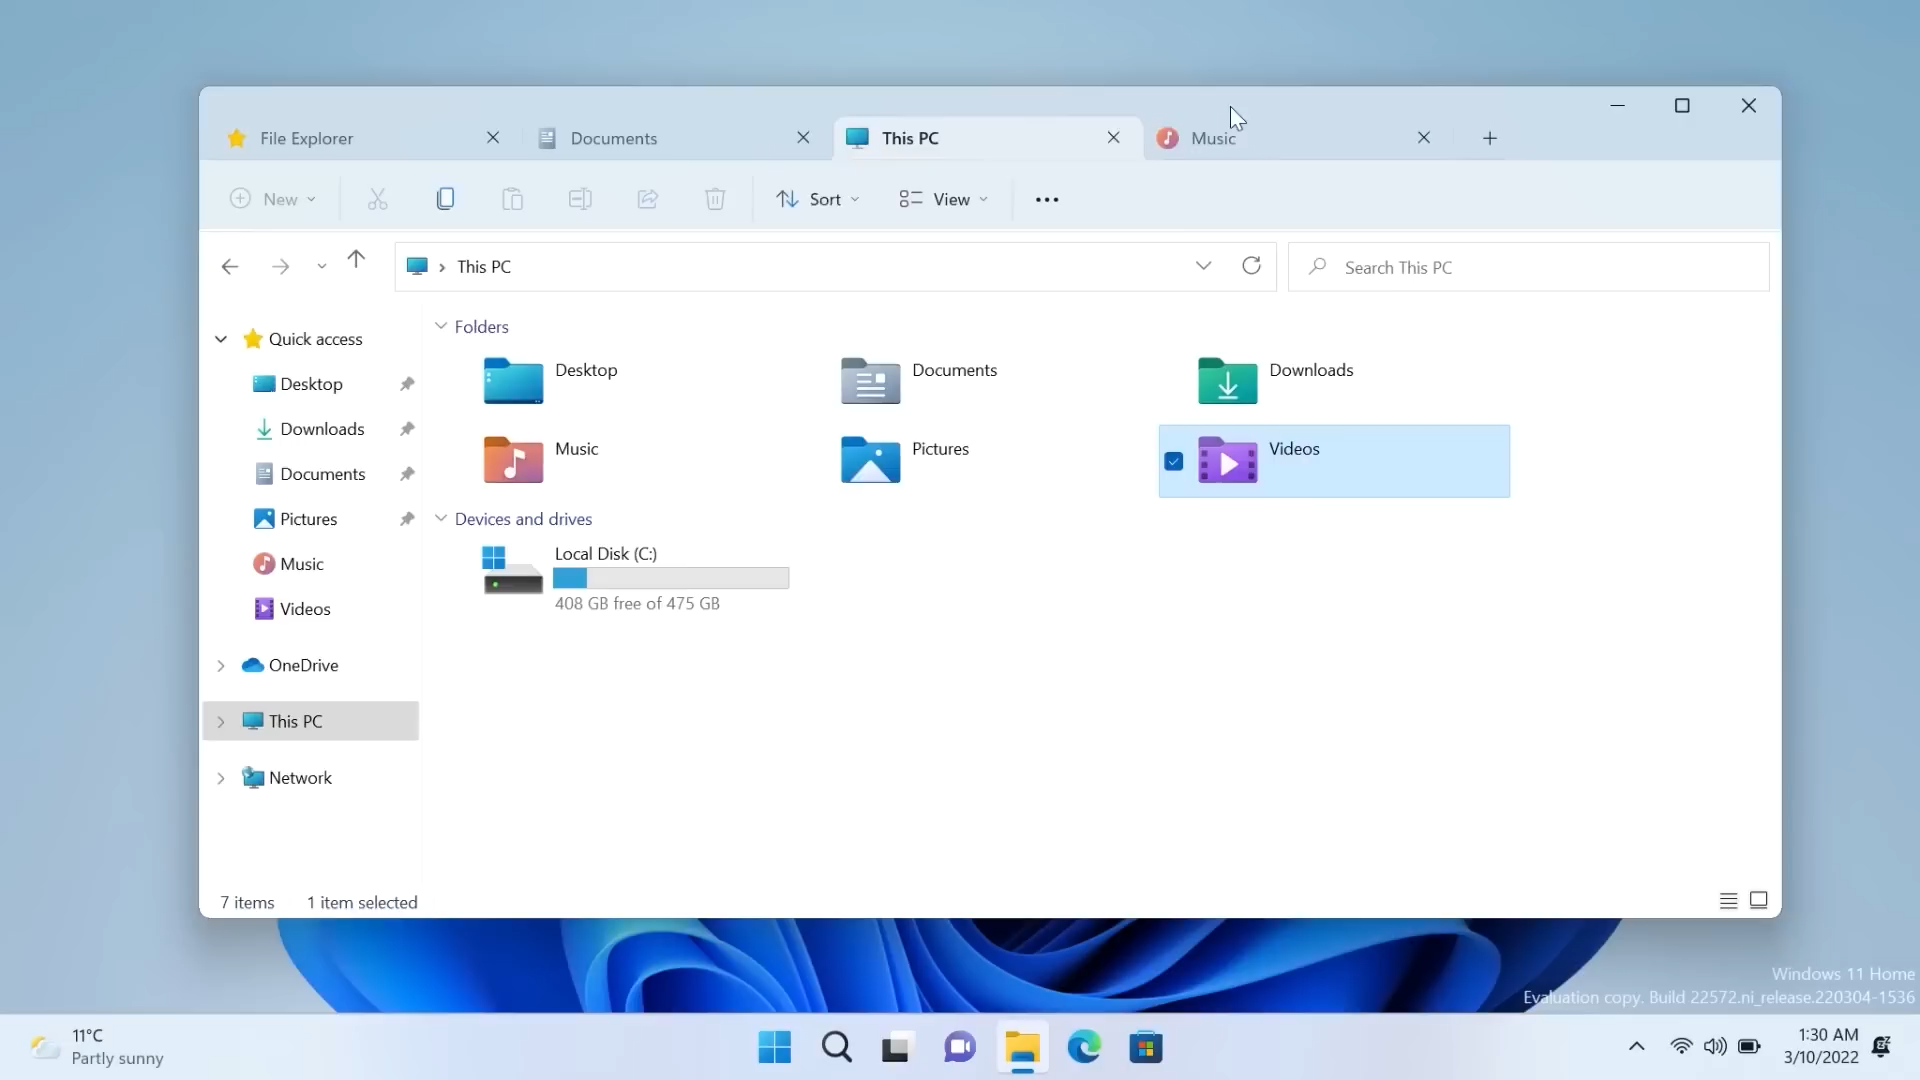 File Explorer
Documents
This PC
Music
New
Sort
View
This PC
Search This PC
Quick access
Desktop
Downloads
Documents
Pictures
Music
Videos
OneDrive
This PC
Network
Folders
Desktop
Documents
Downloads
Music
Pictures
Videos
Devices and drives
Local Disk (C:)
408 GB free of 475 GB
7 items 1 item selected
Windows 11 Home
Evaluation copy. Build 22572.ni_release.220304-1536
11°C
Partly sunny
1:30 AM
3/10/2022